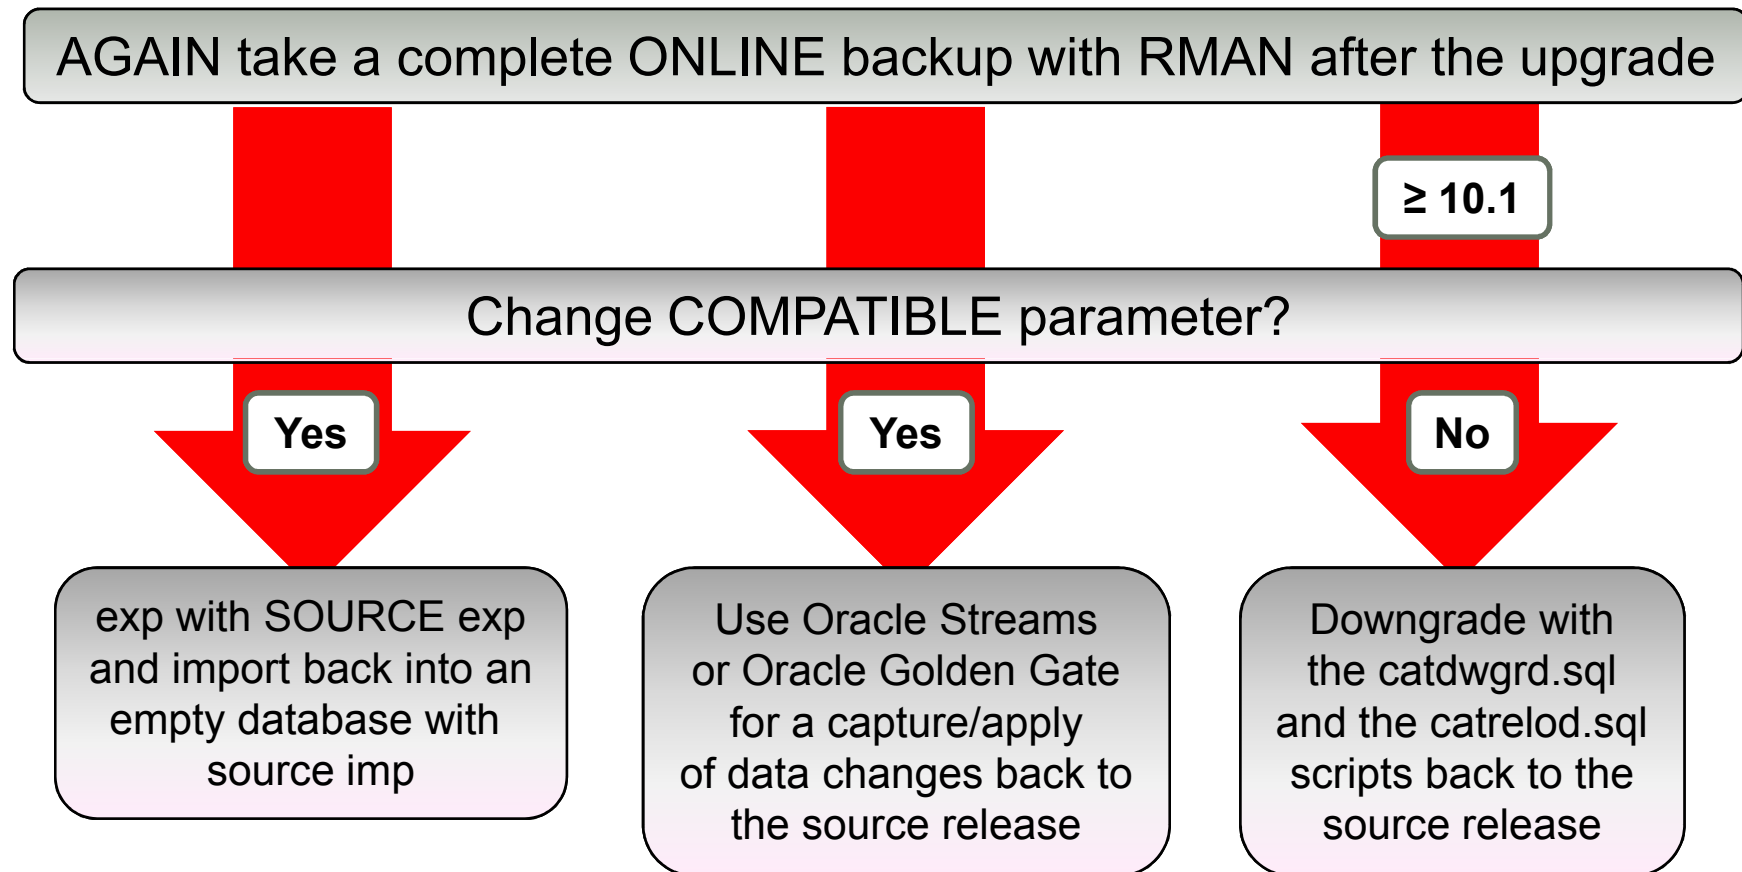 AGAIN take a complete ONLINE backup with RMAN after the upgrade
≥ 10.1
Change COMPATIBLE parameter?
Yes
Yes
No
exp with SOURCE exp
and import back into an
empty database with
source imp
Use Oracle Streams
or Oracle Golden Gate
for a capture/apply
of data changes back to
the source release
Downgrade with
the catdwgrd.sql
and the catrelod.sql
scripts back to the
source release